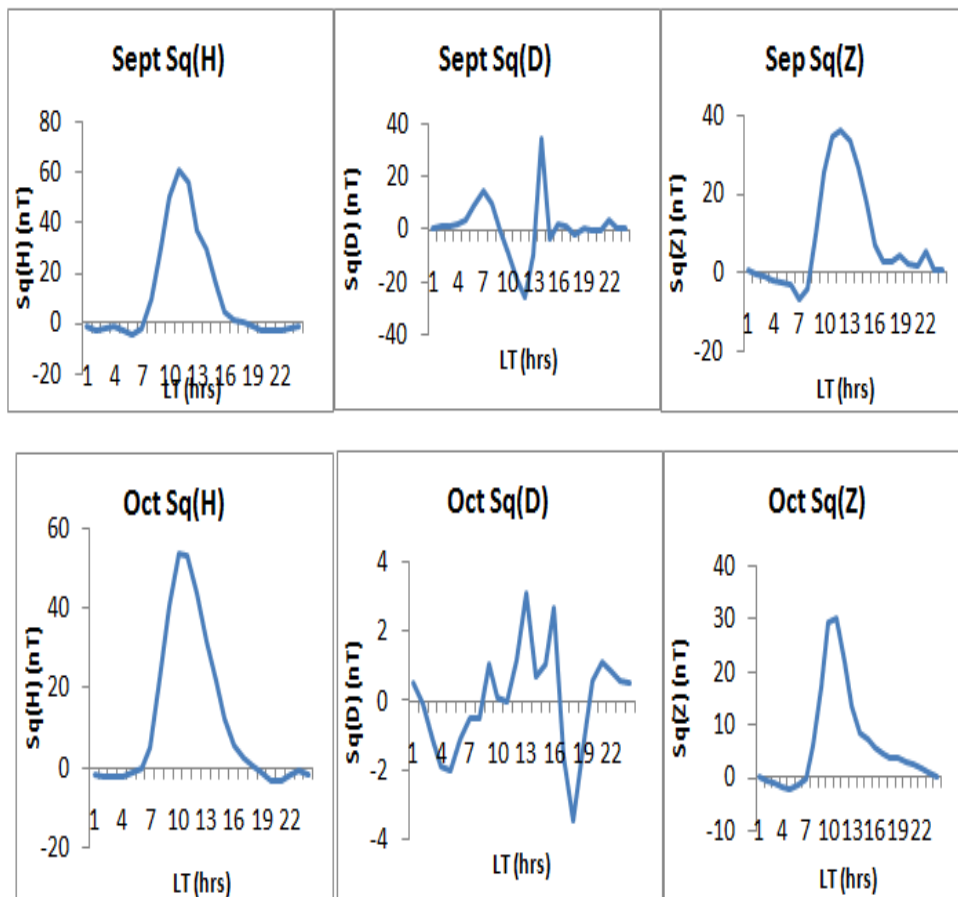 Sept Sq(H)
Sq(H) (nT)
80
60
40
20
0
-20
1 4 7 10 13 16 19 22
LT (hrs)
Sept Sq(D)
Sq(D) (nT)
40
20
0
-20
-40
1 4 7 10 13 16 19 22
LT (hrs)
Sep Sq(Z)
Sq(Z) (nT)
40
20
0
-20
1 4 7 10 13 16 19 22
LT (hrs)
Oct Sq(H)
Sq(H) (nT)
60
40
20
0
-20
1 4 7 10 13 16 19 22
LT (hrs)
Oct Sq(D)
Sq(D) (nT)
4
2
0
-2
-4
1 4 7 10 13 16 19 22
LT (hrs)
Oct Sq(Z)
Sq(Z) (nT)
40
30
20
10
0
-10
1 4 7 10 13 16 19 22
LT (hrs)